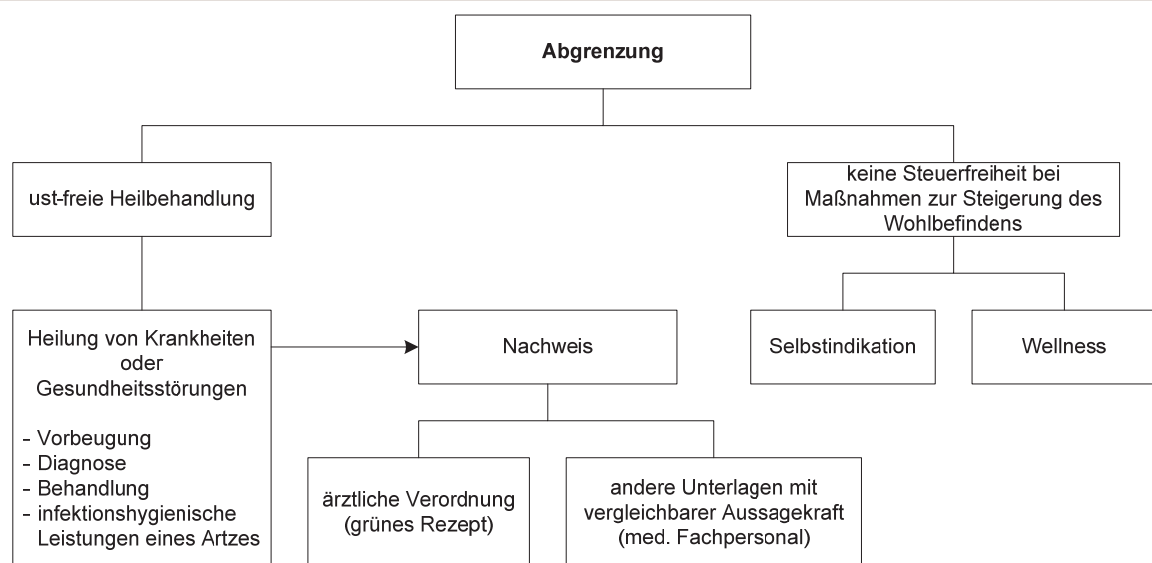 Abgrenzung
ust-freie Heilbehandlung
keine Steuerfreiheit bei
Maßnahmen zur Steigerung des
Wohlbefindens
Heilung von Krankheiten
oder
Gesundheitsstörungen
- Vorbeugung
- Diagnose
- Behandlung
- infektionshygienische
Leistungen eines Artzes
Nachweis
ärztliche Verordnung
(grünes Rezept)
andere Unterlagen mit
vergleichbarer Aussagekraft
(med. Fachpersonal)
Selbstindikation
Wellness